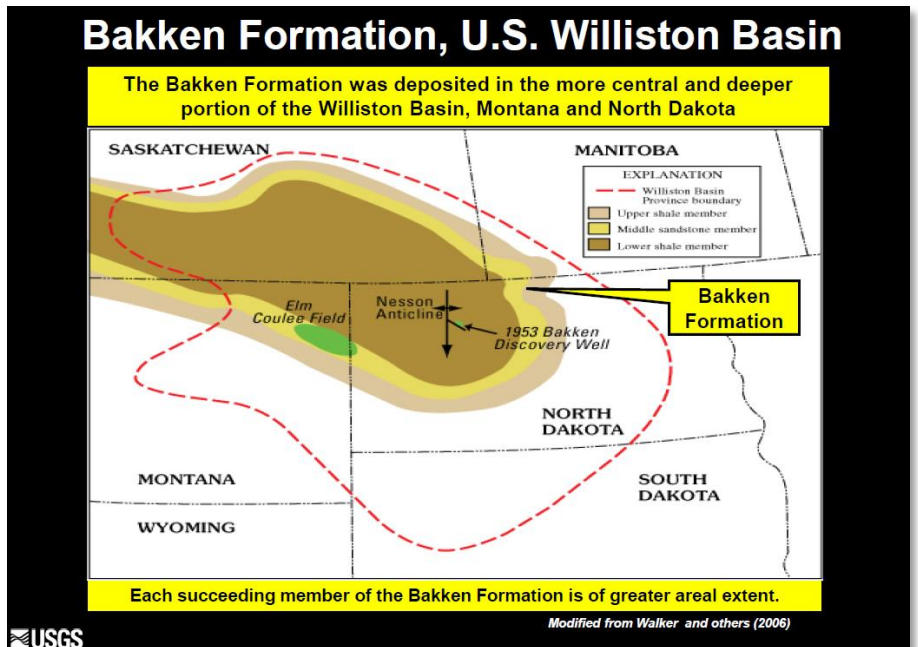 Bakken Formation, U.S. Williston Basin
The Bakken Formation was deposited in the more central and deeper
portion of the Williston Basin, Montana and North Dakota
SASKATCHEWAN
MANITOBA
EXPLANATION
Williston Basin
Province boundary
Upper shale member
Middle sandstone member
Lower shale member
Elm
Coulee Field
Nesson
Anticline
1953 Bakken
Discovery Well
Bakken
Formation
NORTH
DAKOTA
MONTANA
SOUTH
DAKOTA
WYOMING
Each succeeding member of the Bakken Formation is of greater areal extent.
Modified from Walker and others (2006)
USGS